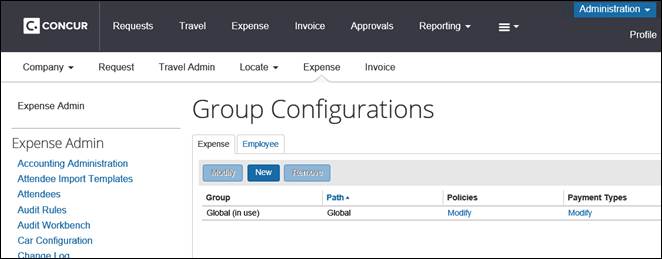 Administration
CONCUR Requests Travel Expense Invoice Approvals Reporting
Profile
Company Request Travel Admin Locate Expense Invoice
Expense Admin
Group Configurations
Expense Admin
Expense Employee
Accounting Administration
Modify New Remove
Attendee Import Templates
Attendees
Group Path Policies Payment Types
Audit Rules
Global (in use) Global Modify Modify
Audit Workbench
Car Configuration
Change Log